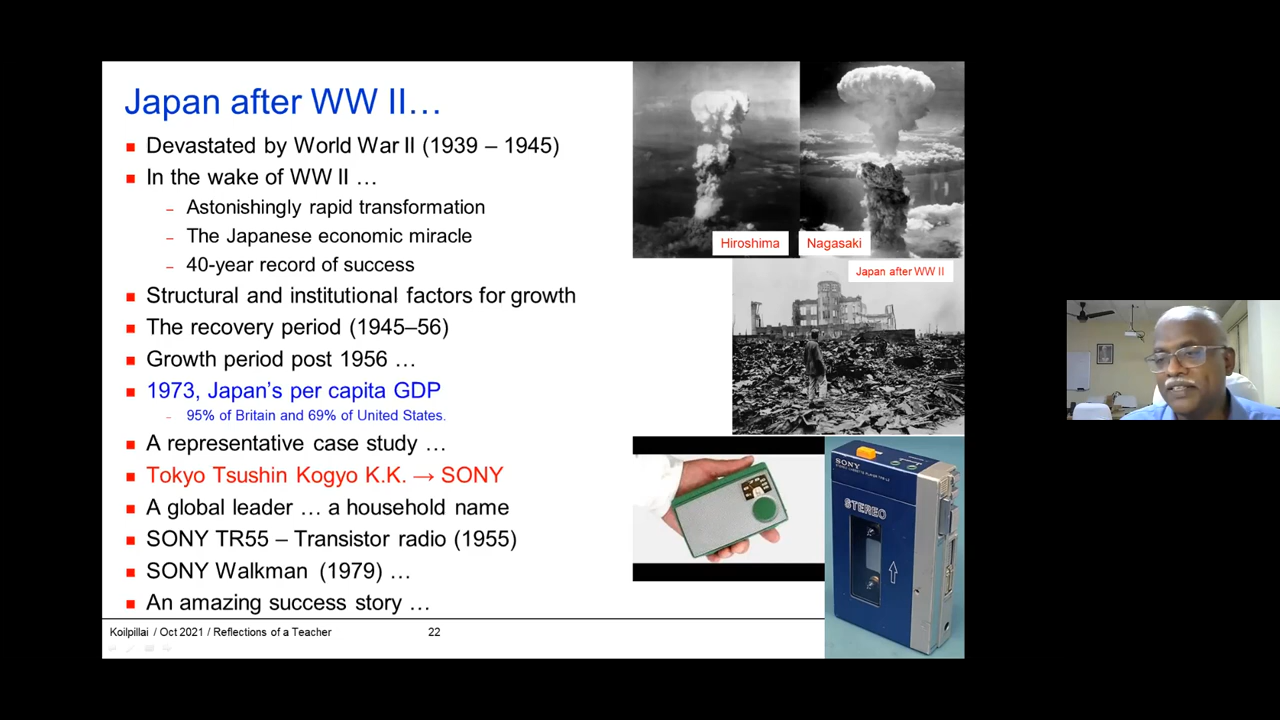 Japan after WW II…
Devastated by World War II (1939 – 1945)
In the wake of WW II …
– Astonishingly rapid transformation
– The Japanese economic miracle
– 40-year record of success
Structural and institutional factors for growth
The recovery period (1945–56)
Growth period post 1956 …
1973, Japan's per capita GDP
– 95% of Britain and 69% of United States.
A representative case study …
Tokyo Tsushin Kogyo K.K. → SONY
A global leader … a household name
SONY TR55 – Transistor radio (1955)
SONY Walkman (1979) …
An amazing success story …
Koilpillai / Oct 2021 / Reflections of a Teacher
22
Hiroshima
Nagasaki
Japan after WW II
SONY
STEREO